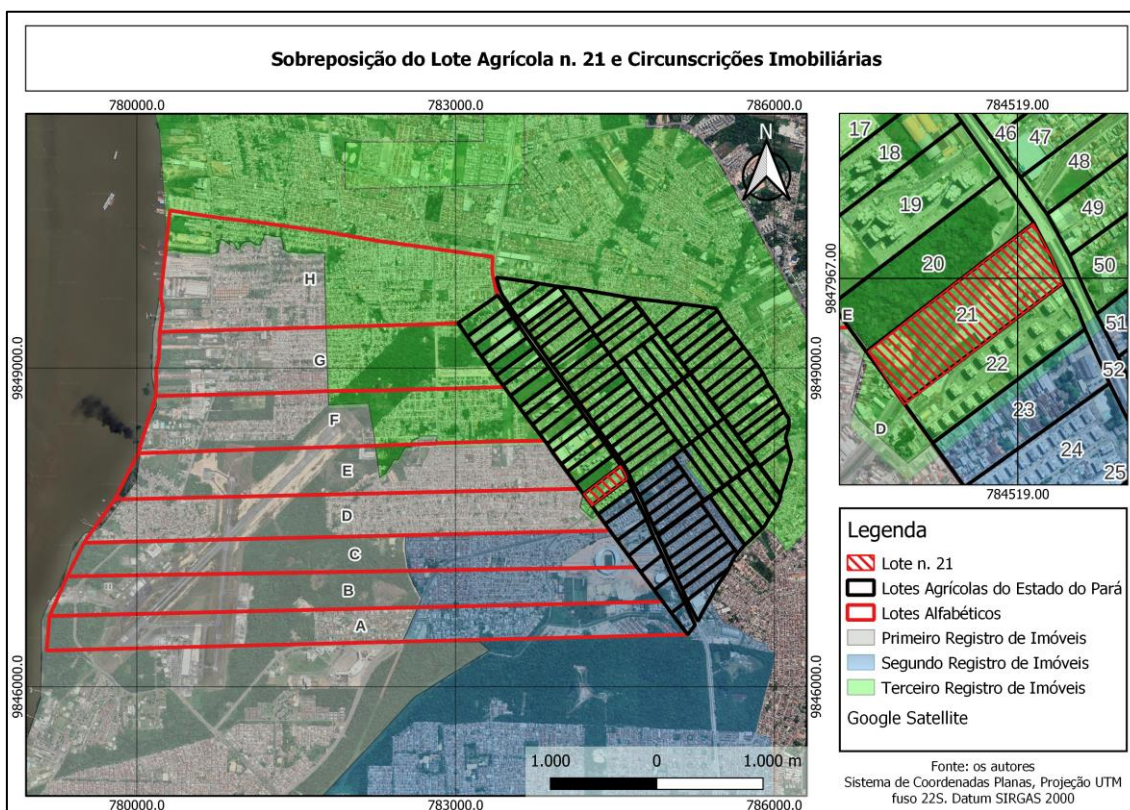 Sobreposição do Lote Agrícola n. 21 e Circunscrições Imobiliárias
780000.0 783000.0 786000.0
9849000.0 9849000.0
9846000.0 9846000.0
N
H
G
F
E
D
C
B
A
1.000 0 1.000 m
780000.0 783000.0 786000.0
784519.00
9847967.00 9847967.00
17 46 47
18 48
19 49
20 50
E 21 51
22 52
D 23
24
25
784519.00
Legenda
Lote n. 21
Lotes Agrícolas do Estado do Pará
Lotes Alfabéticos
Primeiro Registro de Imóveis
Segundo Registro de Imóveis
Terceiro Registro de Imóveis
Google Satellite
Fonte: os autores
Sistema de Coordenadas Planas, Projeção UTM
fuso 22S. Datum SIRGAS 2000